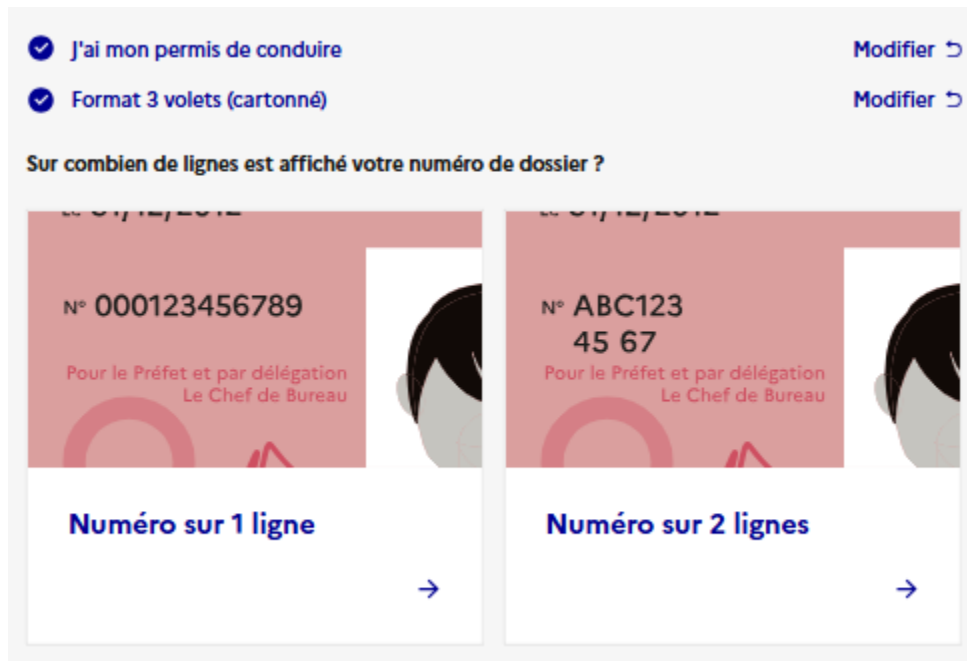 J'ai mon permis de conduire
Modifier
Format 3 volets (cartonné)
Modifier
Sur combien de lignes est affiché votre numéro de dossier ?
N° 000123456789
Pour le Préfet et par délégation
Le Chef de Bureau
Numéro sur 1 ligne
N° ABC123
45 67
Pour le Préfet et par délégation
Le Chef de Bureau
Numéro sur 2 lignes